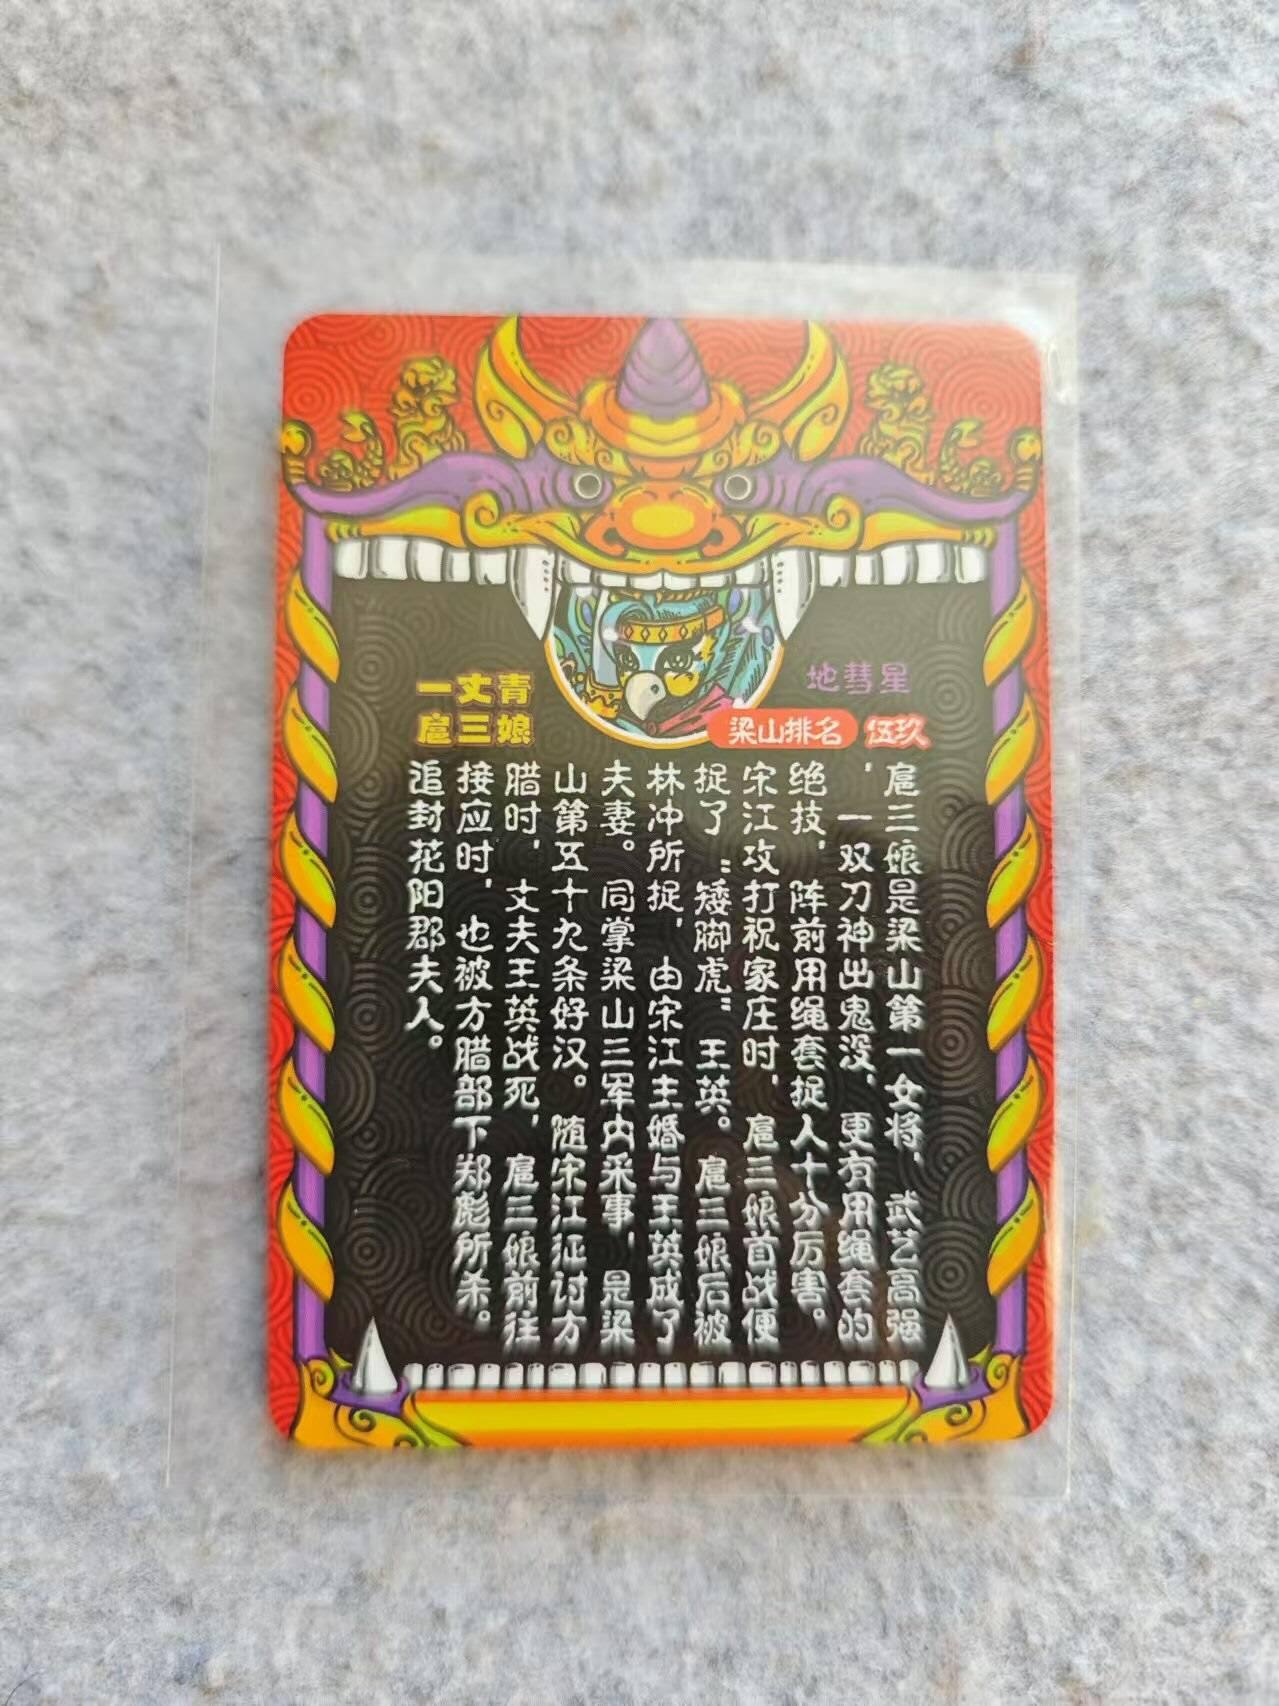 一丈青
扈三娘
地彗星
梁山排名 伍玖
扈三娘是梁山第一女将，武艺高强
，一双刀神出鬼没，更有用绳套的
绝技，阵前用绳套捉人十分厉害。
宋江攻打祝家庄时，扈三娘首战便
捉了“矮脚虎”王英。扈三娘后被
林冲所捉，由宋江主婚与王英成了
夫妻。同掌梁山三军内采事，是梁
山第五十九条好汉。随宋江征讨方
腊时，丈夫王英战死，扈三娘前往
接应时，也被方腊部下郑彪所杀。
追封花阳郡夫人。